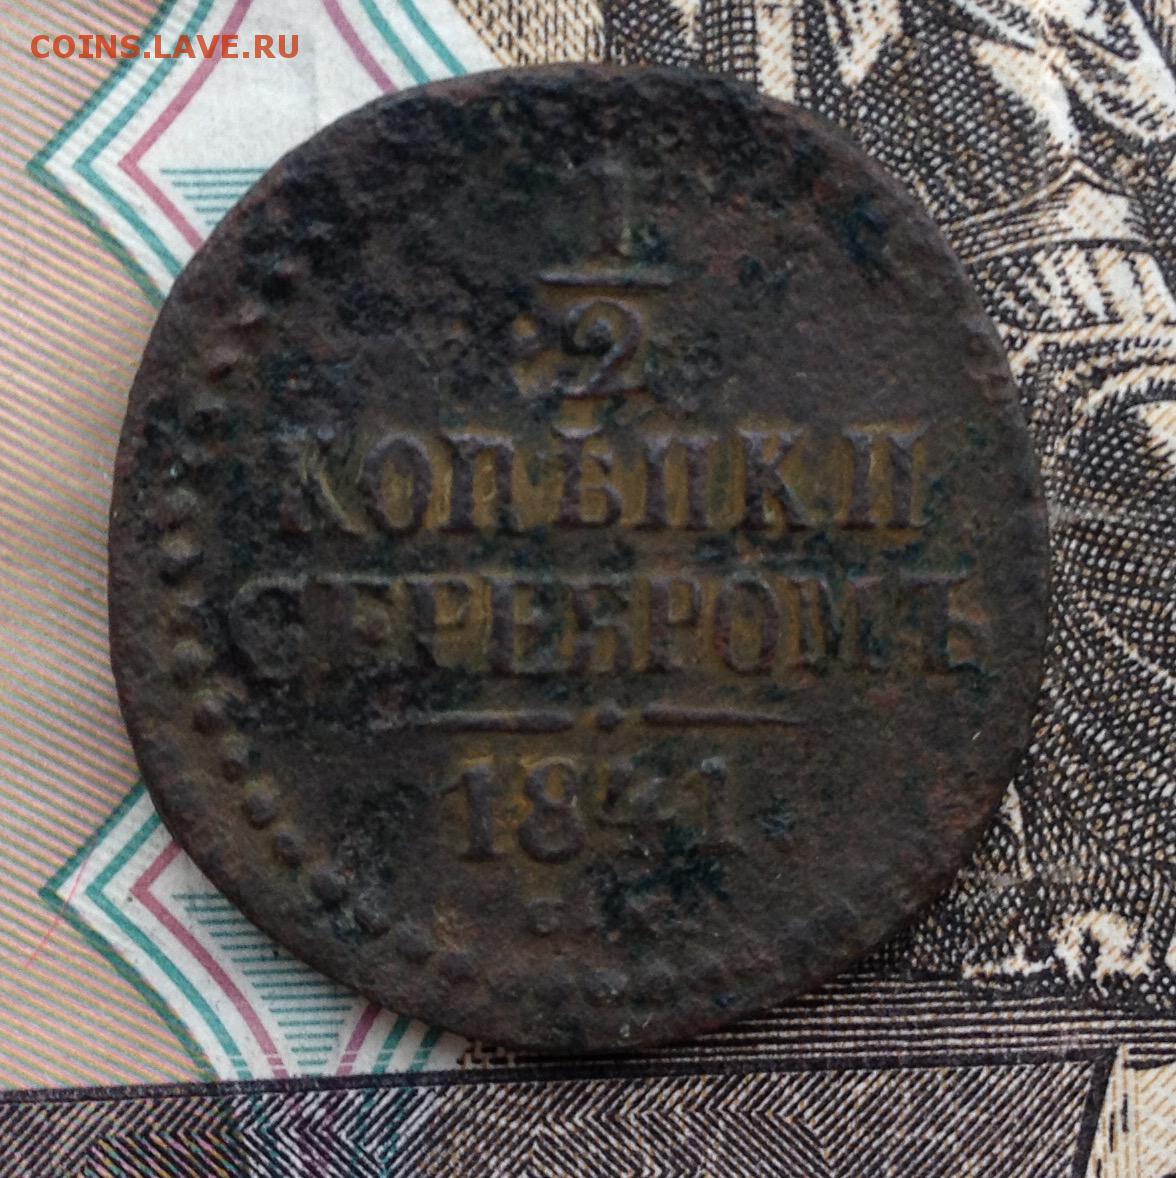 COINS.LAVE.RU
1
2
КОПѢЙКИ
СЕРЕБРОМЪ
1841.